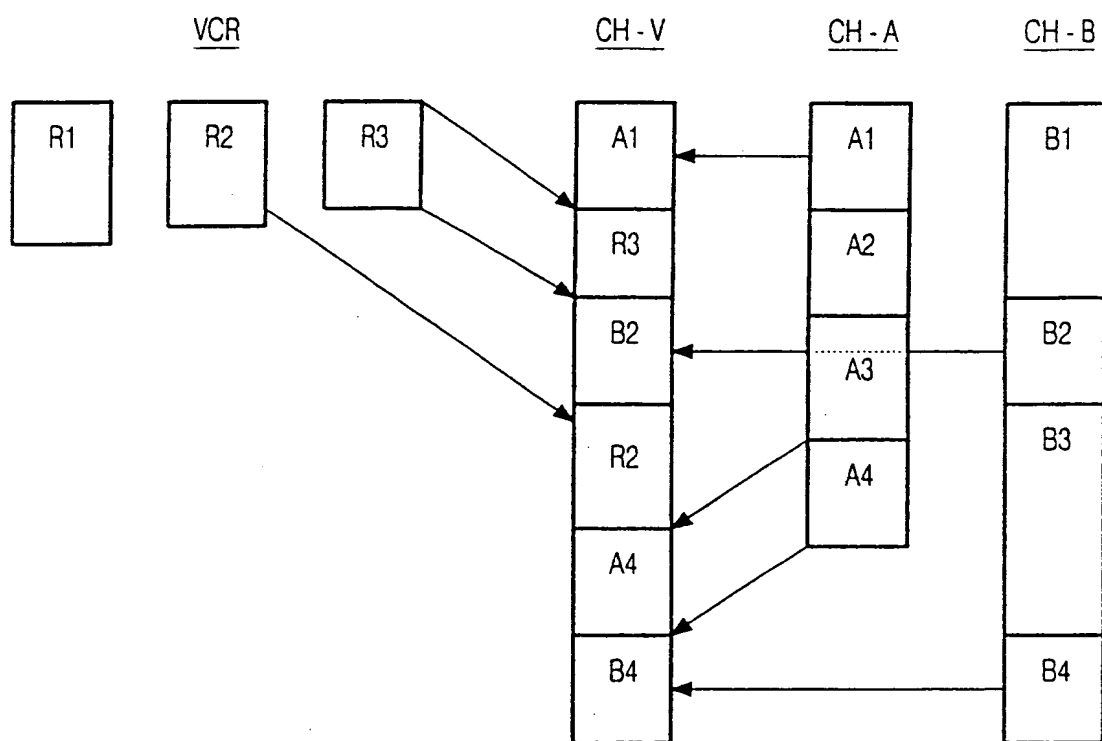 VCR CH - V CH - A CH - B
R1 R2 R3 A1 A1 B1
R3 A2
B2 A3 B2
R2 A4 B3
A4
B4 B4